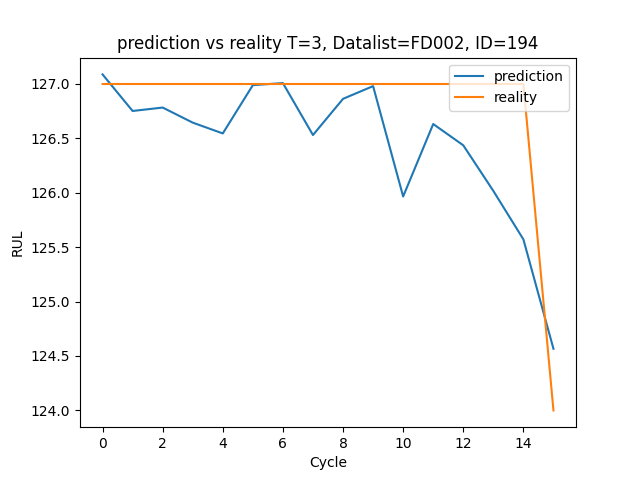 prediction vs reality T=3, Datalist=FD002, ID=194
prediction
reality
127.0
126.5
126.0
125.5
125.0
124.5
124.0
RUL
0 2 4 6 8 10 12 14
Cycle